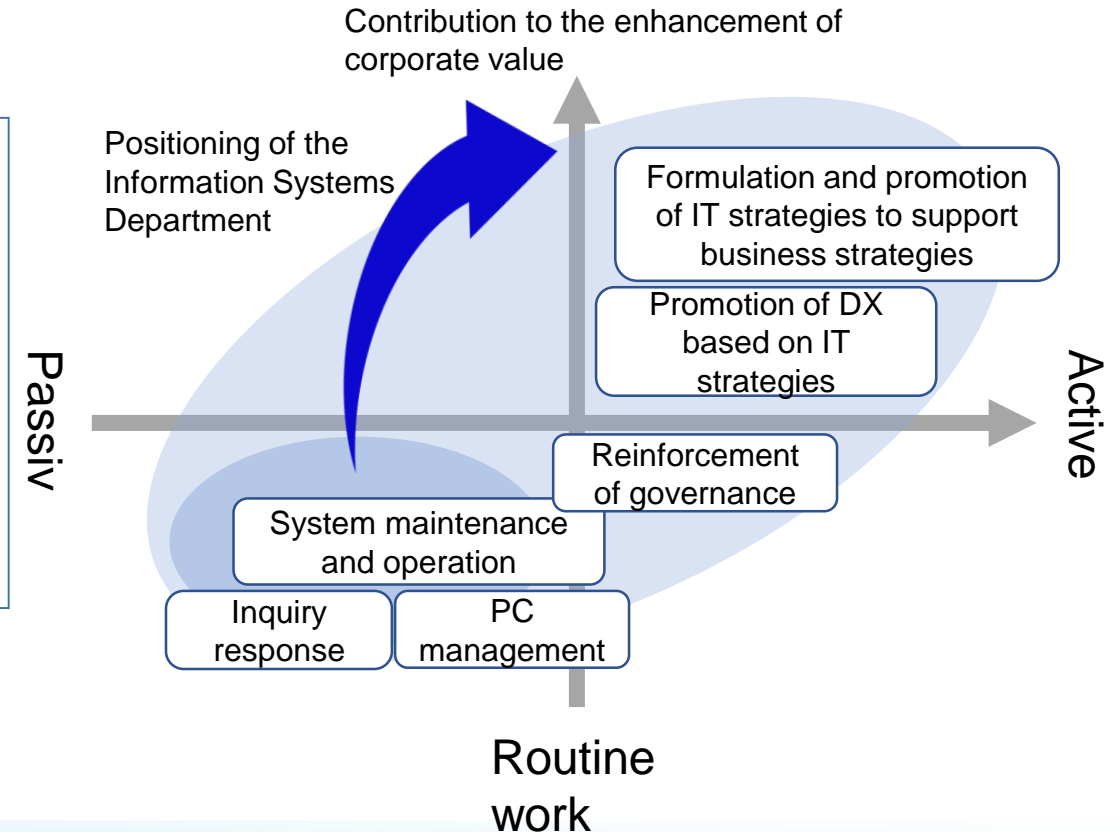 Contribution to the enhancement of
corporate value
Positioning of the
Information Systems
Department
Formulation and promotion
of IT strategies to support
business strategies
Promotion of DX
based on IT
strategies
Passiv
Active
Reinforcement
of governance
System maintenance
and operation
Inquiry
response
PC
management
Routine
work